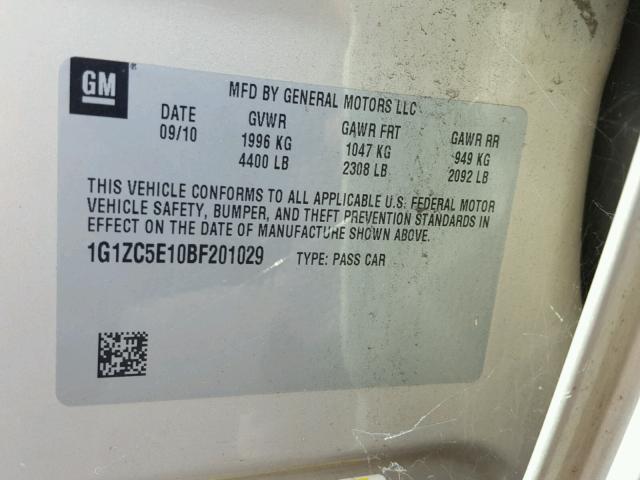 GM
MFD BY GENERAL MOTORS LLC
DATE GVWR GAWR FRT GAWR RR
09/10 1996 KG 1047 KG 949 KG
4400 LB 2308 LB 2092 LB
THIS VEHICLE CONFORMS TO ALL APPLICABLE U.S. FEDERAL MOTOR
VEHICLE SAFETY, BUMPER, AND THEFT PREVENTION STANDARDS IN
EFFECT ON THE DATE OF MANUFACTURE SHOWN ABOVE.
1G1ZC5E10BF201029 TYPE: PASS CAR